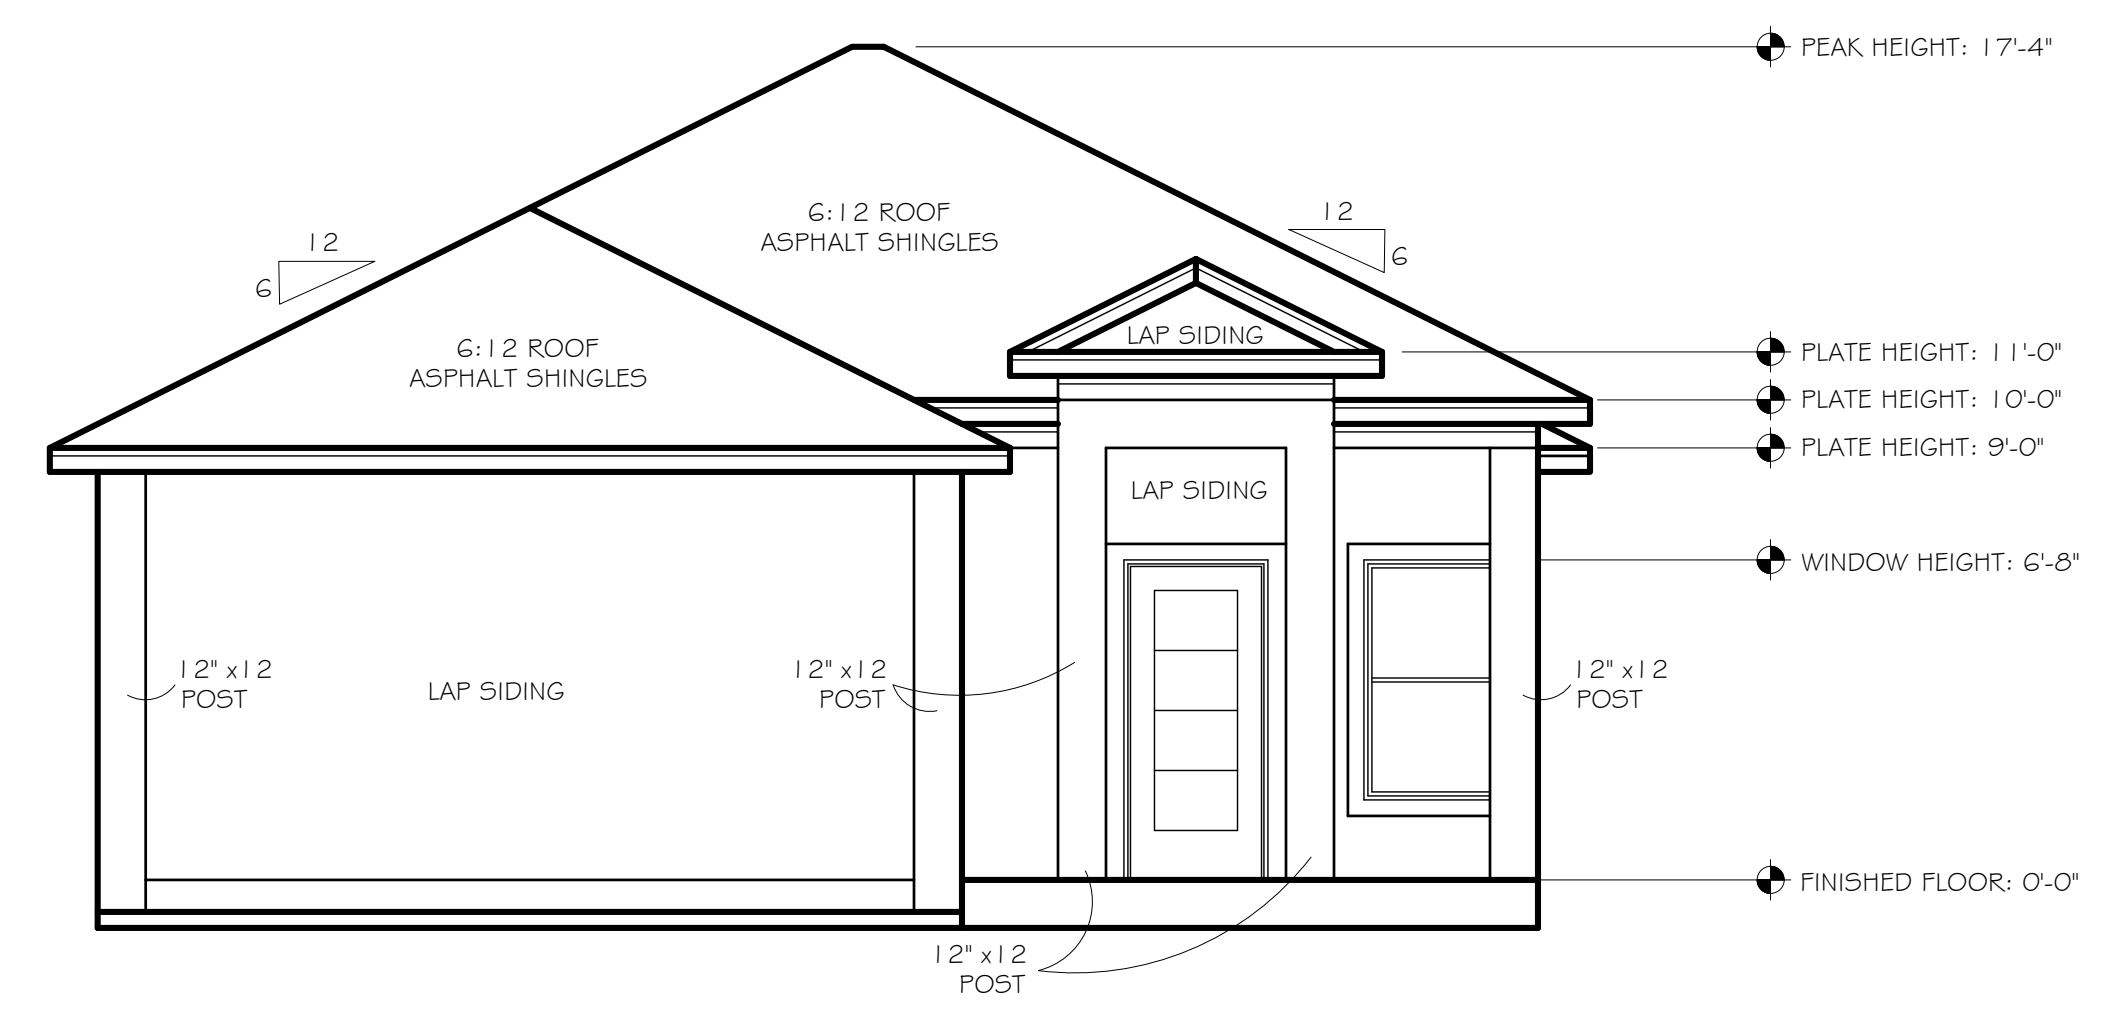 PEAK HEIGHT: 17'-4"
12
6
6:12 ROOF
ASPHALT SHINGLES
12
6
6:12 ROOF
ASPHALT SHINGLES
LAP SIDING
PLATE HEIGHT: 11'-0"
PLATE HEIGHT: 10'-0"
PLATE HEIGHT: 9'-0"
LAP SIDING
WINDOW HEIGHT: 6'-8"
12" x12
POST
LAP SIDING
12" x12
POST
12" x12
POST
FINISHED FLOOR: 0'-0"
12" x12
POST